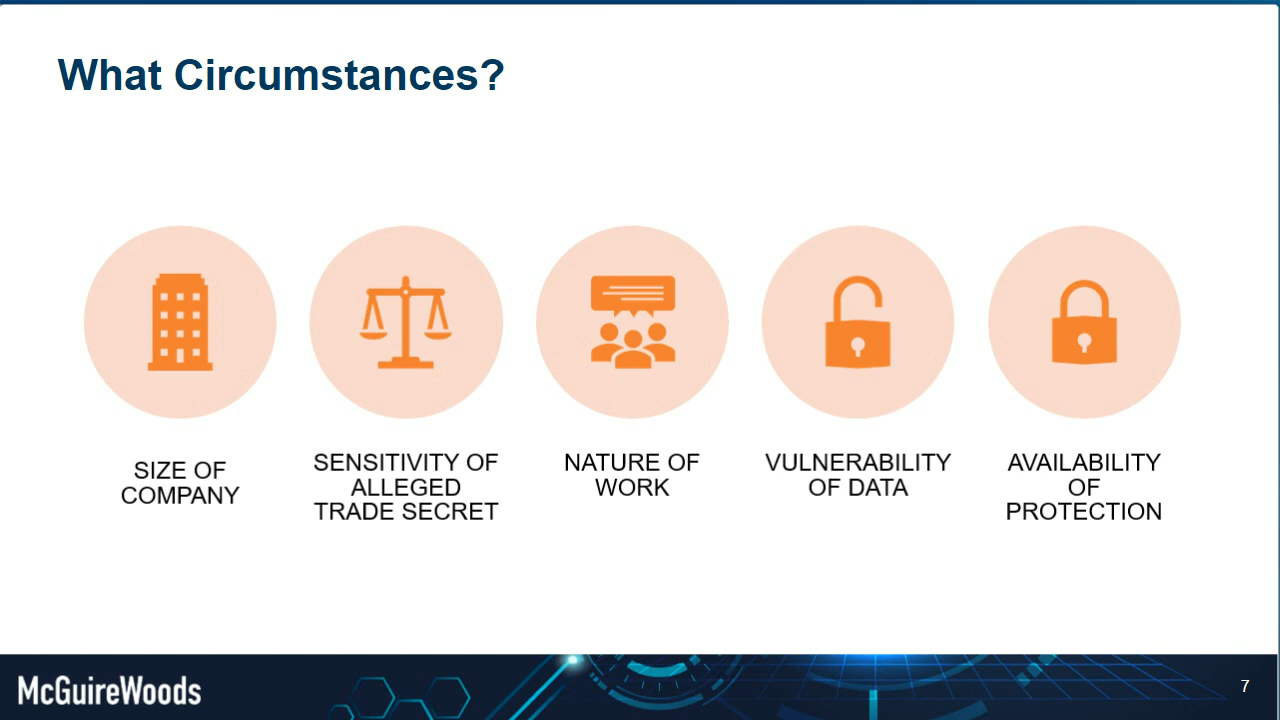 What Circumstances?
SIZE OF
COMPANY
SENSITIVITY OF
ALLEGED
TRADE SECRET
NATURE OF
WORK
VULNERABILITY
OF DATA
AVAILABILITY
OF
PROTECTION
McGuireWoods
7